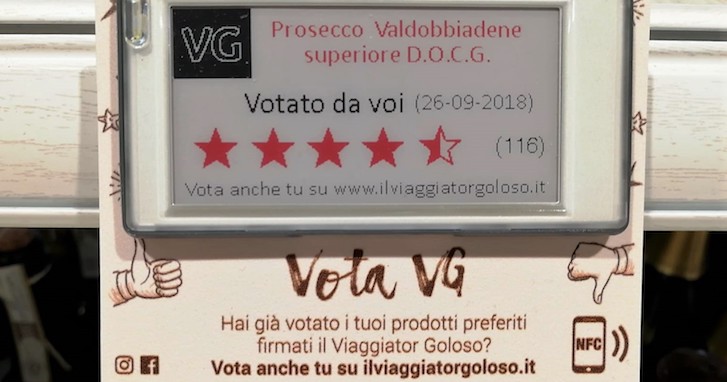 VG
Prosecco Valdobbiadene
superiore D.O.C.G.
Votato da voi (26-09-2018)
(116)
Vota anche tu su www.ilviaggiatorgoloso.it
Vota VG
Hai già votato i tuoi prodotti preferiti
firmati il Viaggiator Goloso?
Vota anche tu su ilviaggiatorgoloso.it
NFC